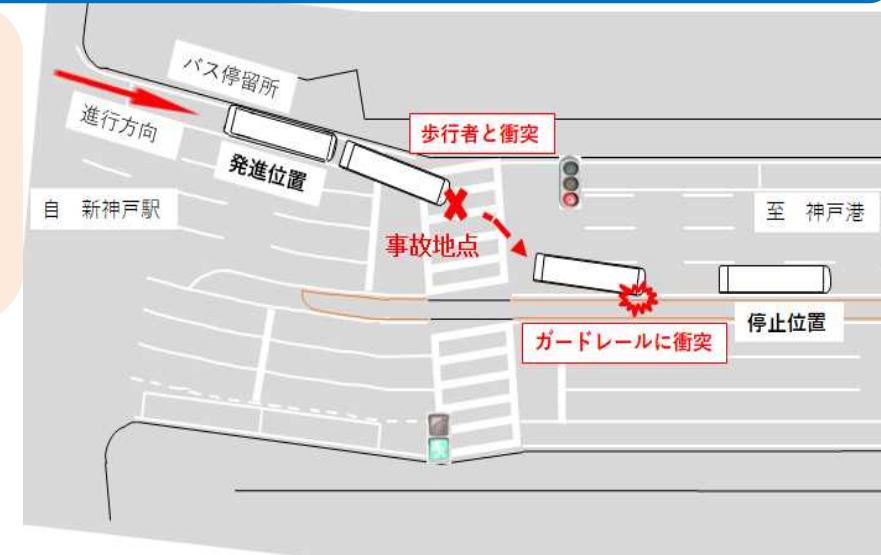 バス停留所
進行方向
発進位置
歩行者と衝突
自 新神戸駅
至 神戸港
事故地点
停止位置
ガードレールに衝突